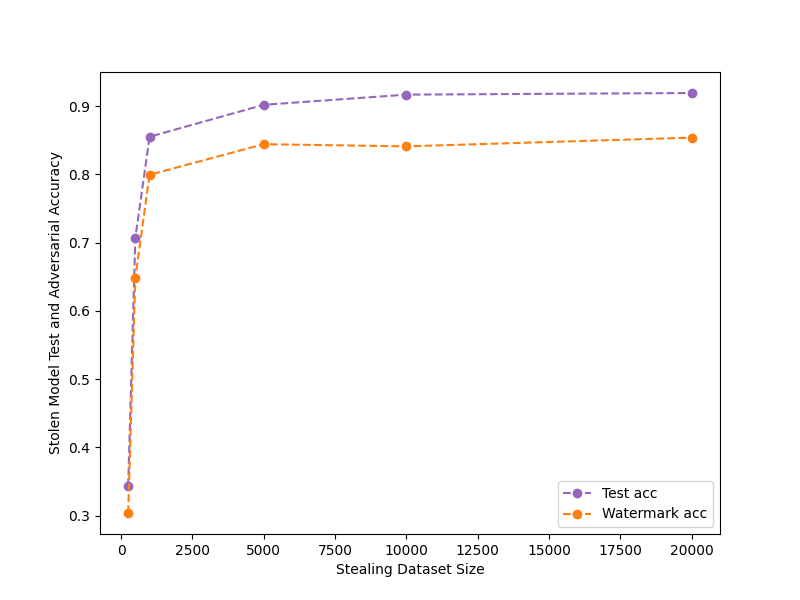 Stolen Model Test and Adversarial Accuracy
0.9
0.8
0.7
0.6
0.5
0.4
0.3
Test acc
Watermark acc
0 2500 5000 7500 10000 12500 15000 17500 20000
Stealing Dataset Size